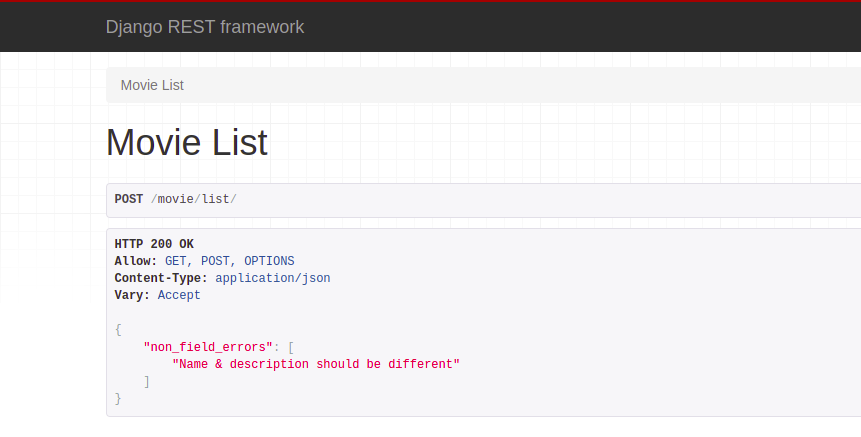 Django REST framework
Movie List
Movie List
POST /movie/list/
HTTP 200 OK
Allow: GET, POST, OPTIONS
Content-Type: application/json
Vary: Accept
{
    "non_field_errors": [
        "Name & description should be different"
    ]
}